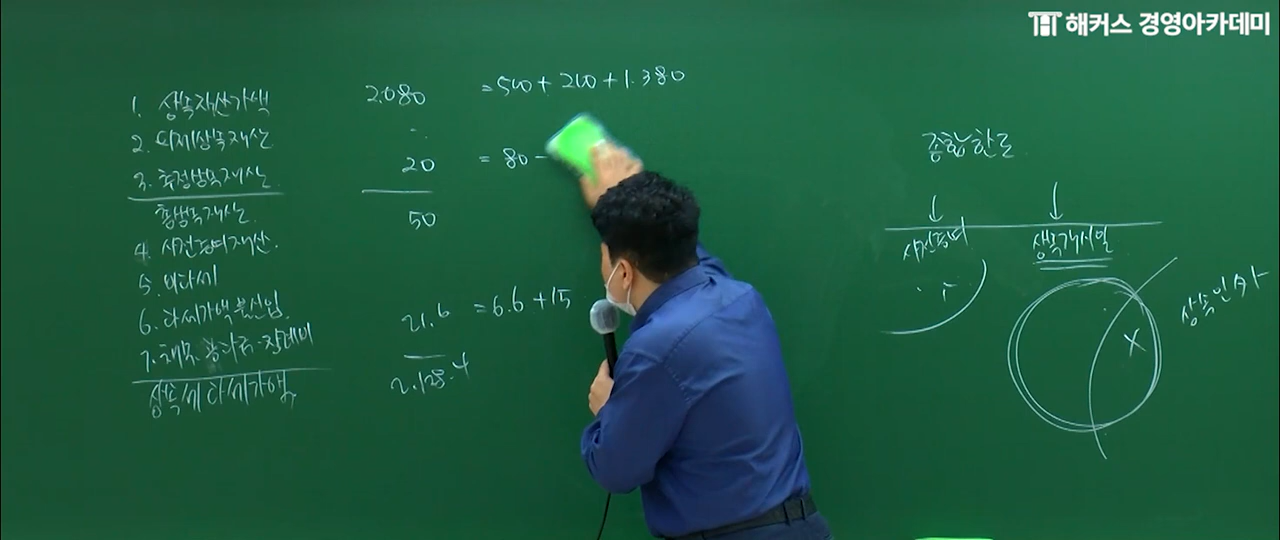 해커스 경영아카데미
1. 상속재산가액 2.080 = 500 + 200 + 1.380
2. 의제상속재산
3. 추정상속재산 20 = 80 -
총상속재산
50
4. 사전증여재산
5. 비과세
6. 과세가액불산입
7. 채무·공과금·장례비
21.6 = 6.6 + 15
상속세 과세가액 2.128.4
종합한도
↓ ↓
사전증여 상속개시일
상속인
X